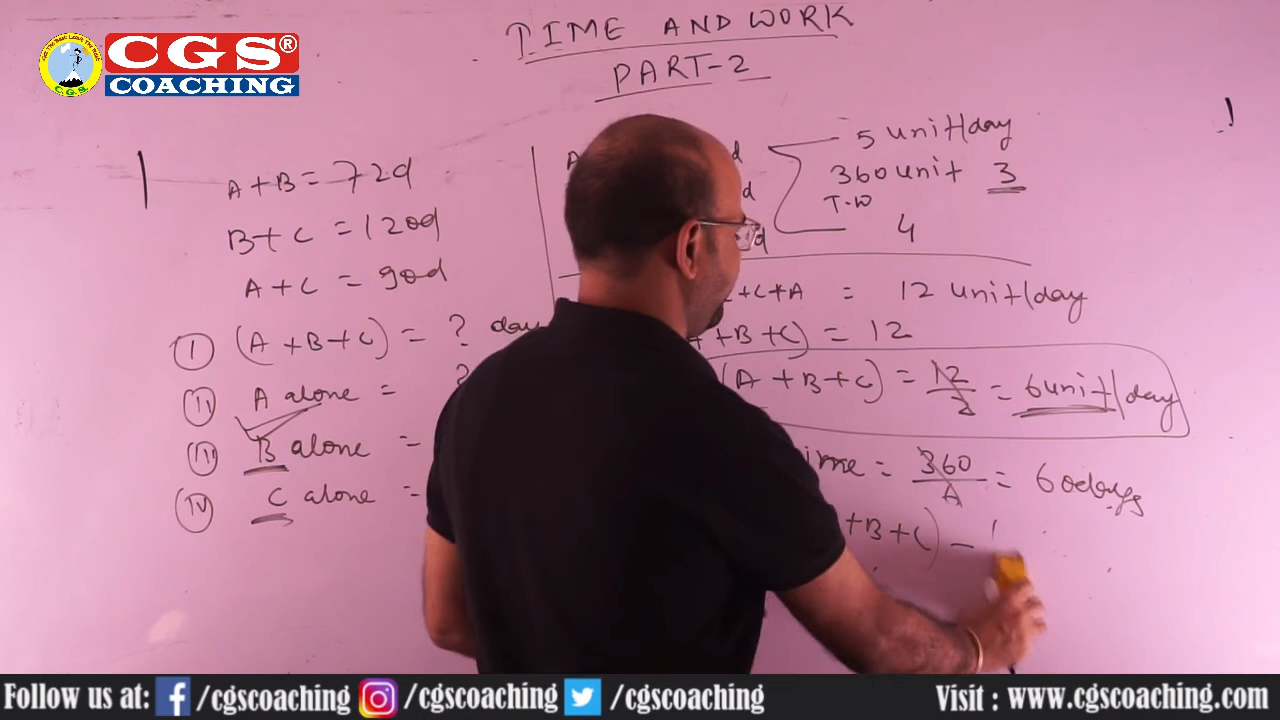 CGS®
COACHING
C.G.S.
TIME AND WORK
PART-2
A+B = 72d
B+C = 120d
A+C = 90d
I (A+B+C) = ? day
II A alone = ?
III B alone =
IV C alone =
A
d
d
d
5 unit/day
360 unit 3
T.W
4
+C+A = 12 unit/day
+B+C) = 12
(A+B+C) = 12/2 = 6 unit/day
ime = 360/6 = 60 days
+B+C) -
Follow us at: /cgscoaching /cgscoaching /cgscoaching Visit : www.cgscoaching.com